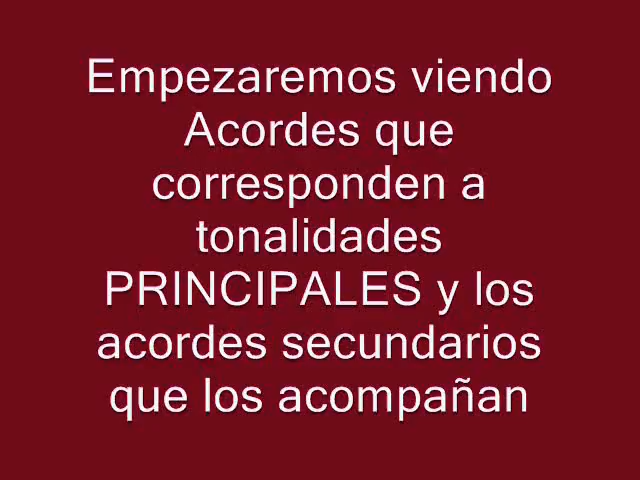 Empezaremos viendo
Acordes que
corresponden a
tonalidades
PRINCIPALES y los
acordes secundarios
que los acompañan